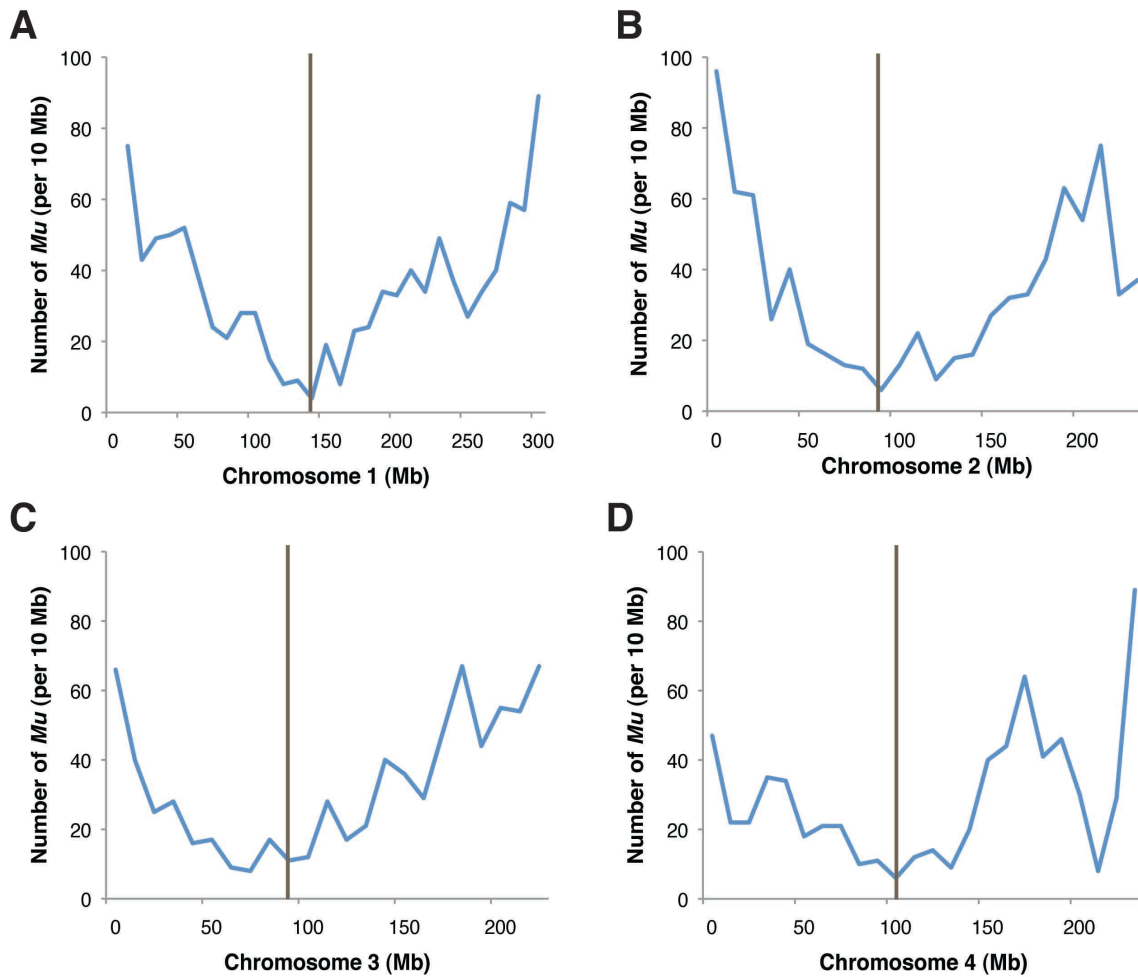 A
Number of Mu (per 10 Mb)
100
80
60
40
20
0
0 50 100 150 200 250 300
Chromosome 1 (Mb)
B
Number of Mu (per 10 Mb)
100
80
60
40
20
0
0 50 100 150 200
Chromosome 2 (Mb)
C
Number of Mu (per 10 Mb)
100
80
60
40
20
0
0 50 100 150 200
Chromosome 3 (Mb)
D
Number of Mu (per 10 Mb)
100
80
60
40
20
0
0 50 100 150 200
Chromosome 4 (Mb)